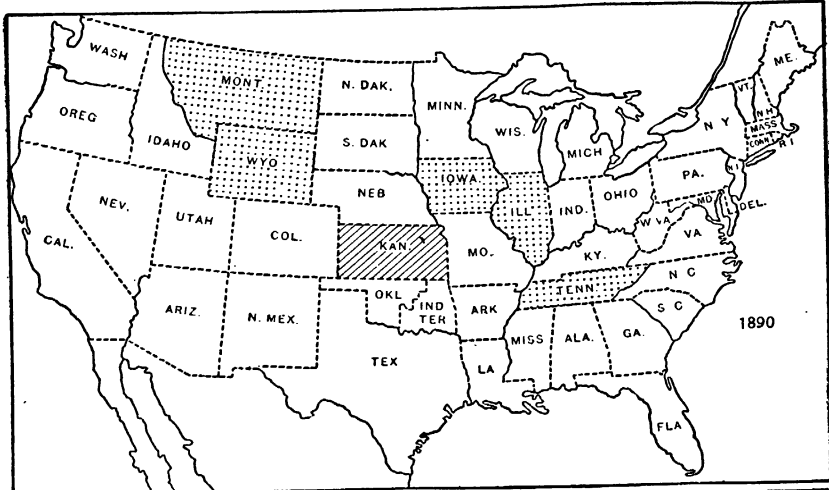 WASH
MONT.
N. DAK.
MINN.
ME.
VT.
N H
OREG
IDAHO
WYO
S. DAK
WIS.
MICH
N Y
MASS
CONN
R I
IOWA
NEB
NEV.
UTAH
COL.
CAL.
KAN.
MO.
ILL
IND.
OHIO
PA.
N J
MD.
DEL.
W VA
VA
KY.
ARIZ.
N. MEX.
OKL
IND
TER
ARK
TENN.
N C
S C
TEX
LA
MISS
ALA.
GA.
1890
FLA